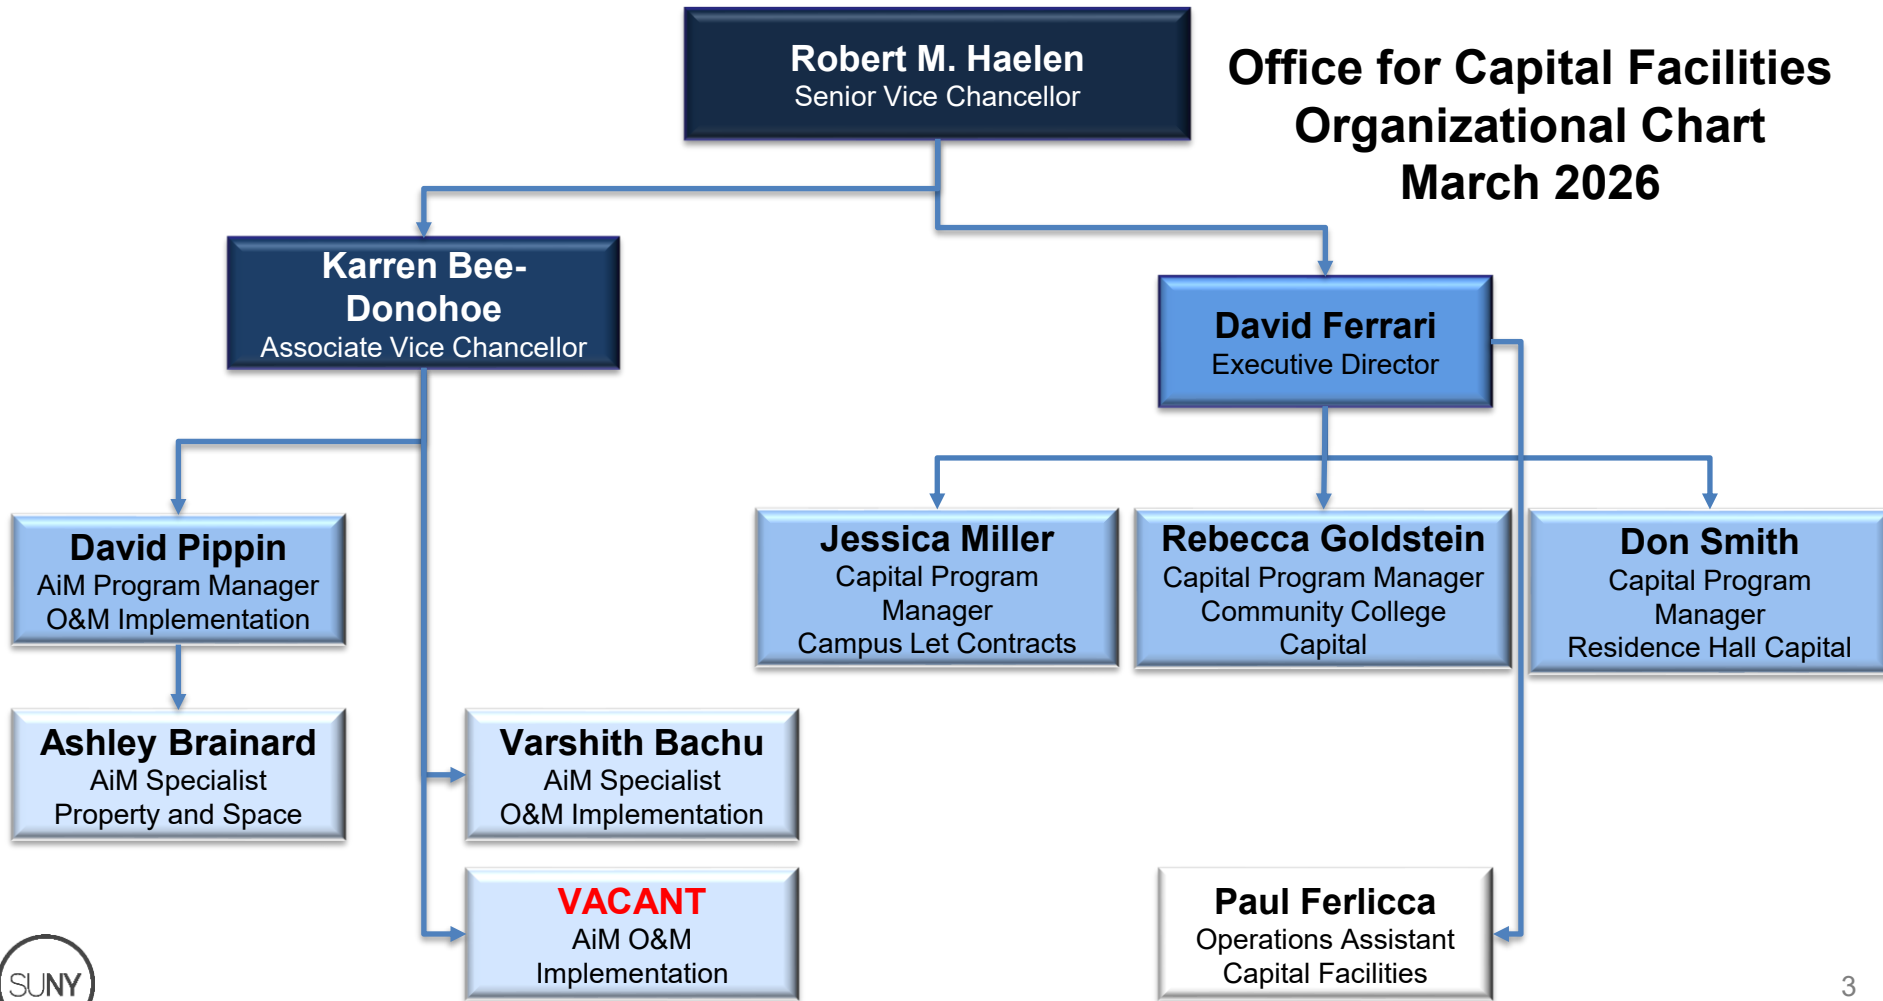 Robert M. Haelen
Senior Vice Chancellor
Office for Capital Facilities
Organizational Chart
March 2026
Karren Bee-
Donohoe
Associate Vice Chancellor
David Ferrari
Executive Director
David Pippin
AiM Program Manager
O&M Implementation
Jessica Miller
Capital Program
Manager
Campus Let Contracts
Rebecca Goldstein
Capital Program Manager
Community College
Capital
Don Smith
Capital Program
Manager
Residence Hall Capital
Ashley Brainard
AiM Specialist
Property and Space
Varshith Bachu
AiM Specialist
O&M Implementation
VACANT
AiM O&M
Implementation
Paul Ferlicca
Operations Assistant
Capital Facilities
SUNY
3